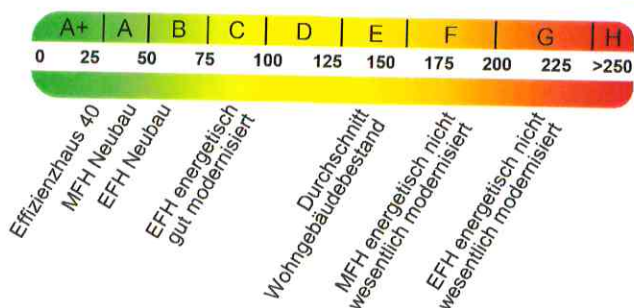 A+ A B C D E F G H
0 25 50 75 100 125 150 175 200 225 >250
Effizienzhaus 40
MFH Neubau
EFH Neubau
EFH energetisch
gut modernisiert
Durchschnitt
Wohngebäudebestand
MFH energetisch nicht
wesentlich modernisiert
EFH energetisch nicht
wesentlich modernisiert